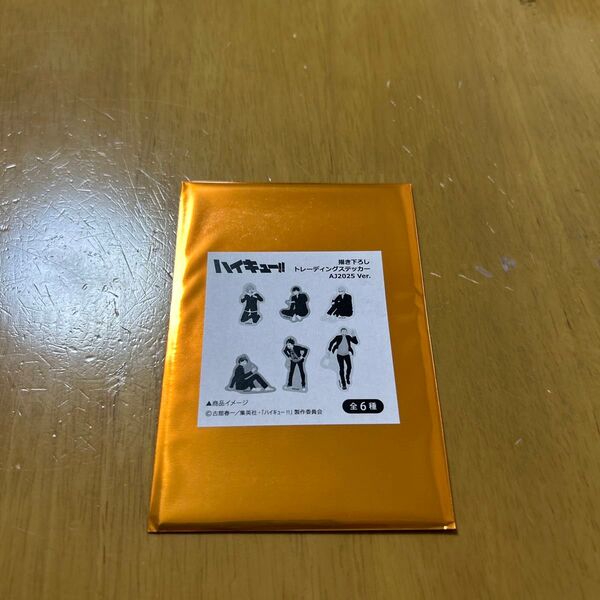 ハイキュー!!
描き下ろし
トレーディングステッカー
AJ2025 Ver.
▲商品イメージ
©古舘春一／集英社・「ハイキュー!!」製作委員会
全6種